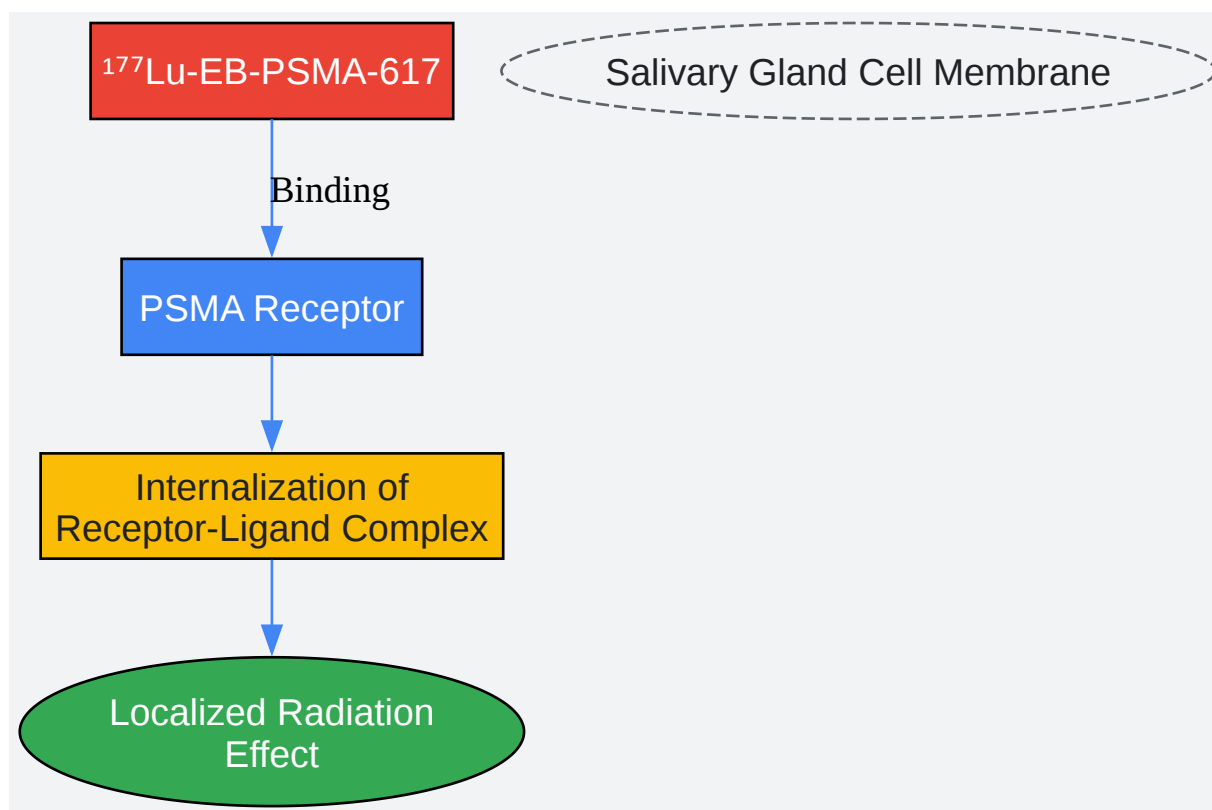 ¹⁷⁷Lu-EB-PSMA-617
Salivary Gland Cell Membrane
Binding
PSMA Receptor
Internalization of
Receptor-Ligand Complex
Localized Radiation
Effect